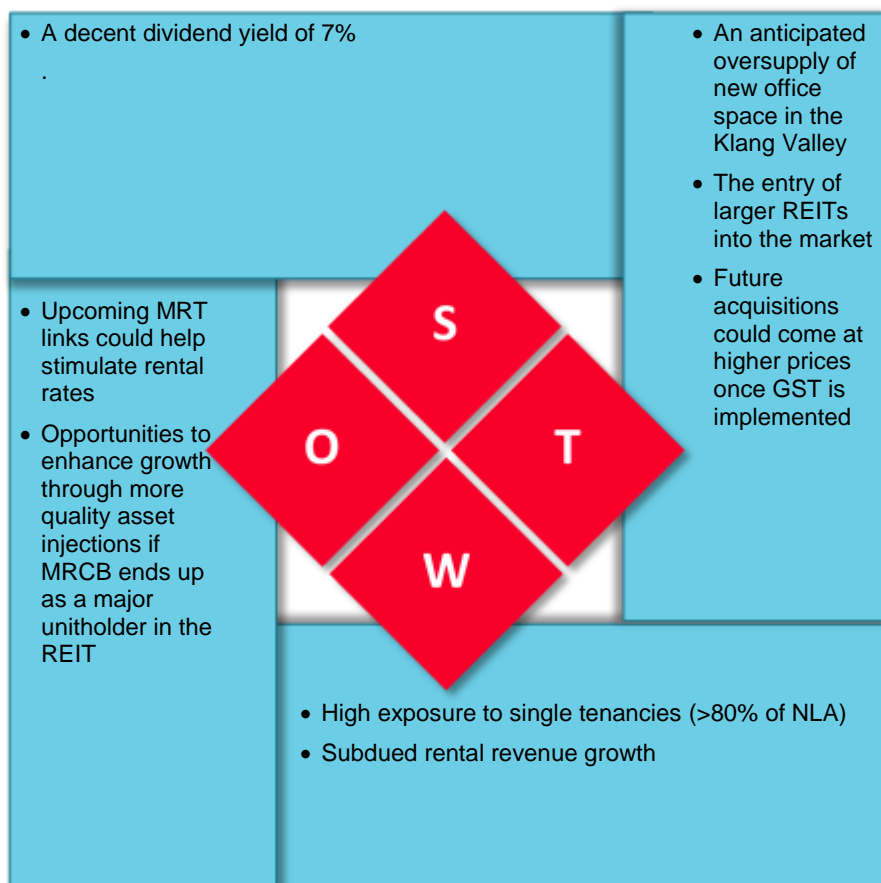 • A decent dividend yield of 7%
.
• An anticipated
oversupply of
new office
space in the
Klang Valley
• The entry of
larger REITs
into the market
• Future
acquisitions
could come at
higher prices
once GST is
implemented
• Upcoming MRT
links could help
stimulate rental
rates
• Opportunities to
enhance growth
through more
quality asset
injections if
MRCB ends up
as a major
unitholder in the
REIT
S
O
T
W
• High exposure to single tenancies (>80% of NLA)
• Subdued rental revenue growth